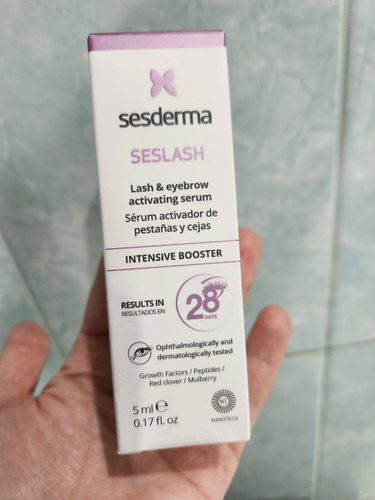 sesderma
SESLASH
Lash & eyebrow
activating serum
Sérum activador de
pestañas y cejas
INTENSIVE BOOSTER
RESULTS IN
RESULTADOS EN
28
DAYS
Ophthalmologically and
dermatologically tested
Growth Factors / Peptides /
Red clover / Mulberry
5 ml ℮
0.17 fl. oz
NT
NANOTECH